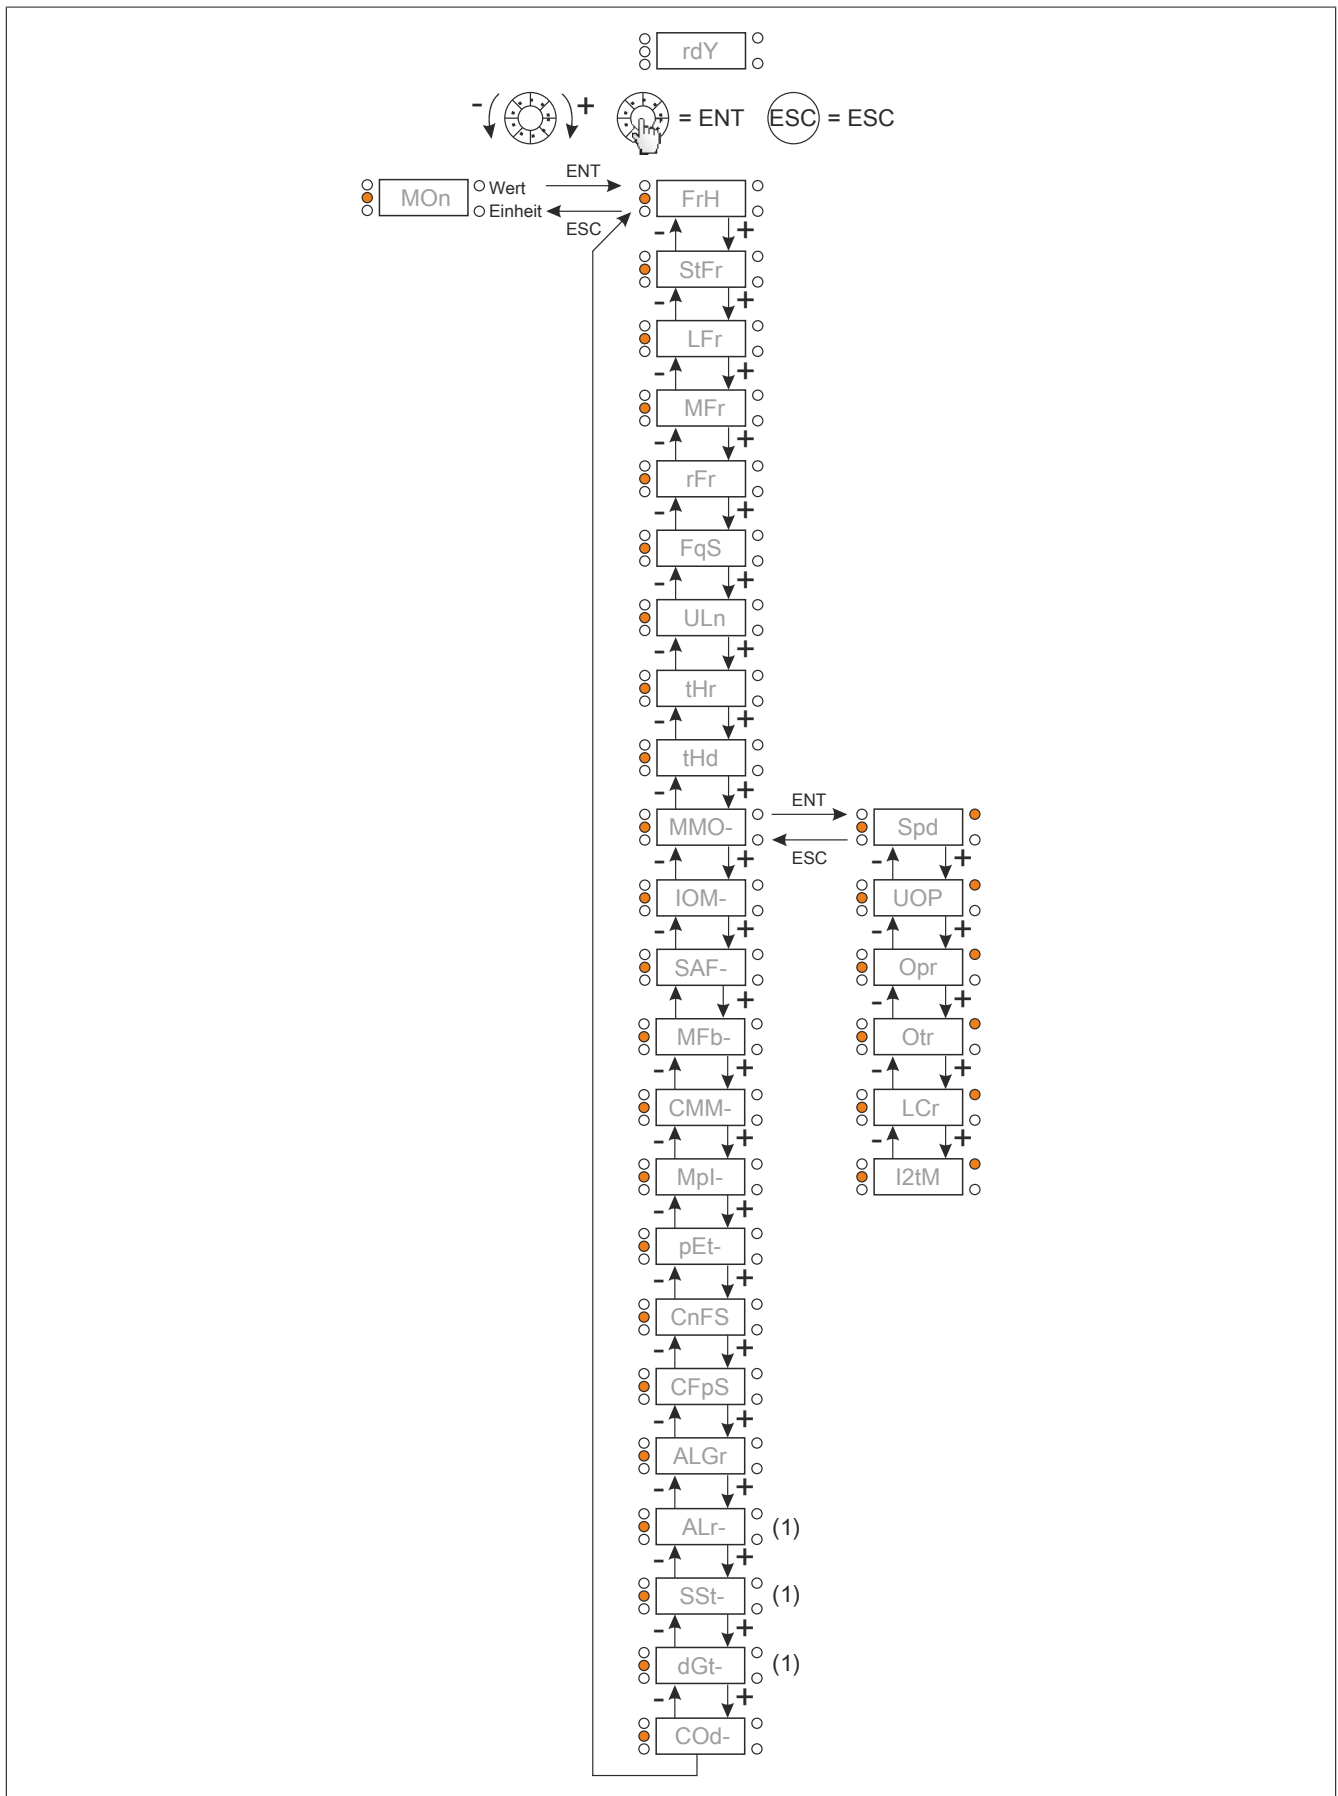 rdY
- + = ENT ESC = ESC
MOn Wert ENT FrH
Einheit ESC
- +
StFr
- +
LFr
- +
MFr
- +
rFr
- +
FqS
- +
ULn
- +
tHr
- +
tHd
- +
MMO- ENT Spd
ESC
- + - +
IOM- UOP
- + - +
SAF- Opr
+ - +
MFb- Otr
- + - +
CMM- LCr
- + - +
MpI- I2tM
- +
pEt-
- +
CnFS
- +
CFpS
- +
ALGr
- +
ALr- (1)
- +
SSt- (1)
- +
dGt- (1)
- +
COd-